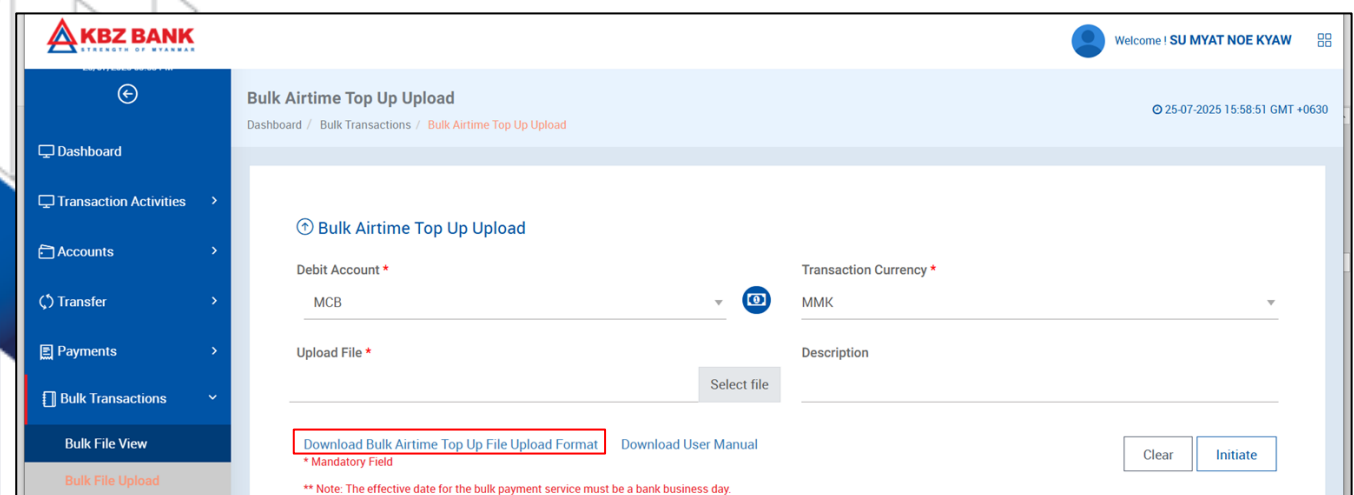 KBZ BANK
STRENGTH OF MYANMAR
Welcome ! SU MYAT NOE KYAW
Bulk Airtime Top Up Upload
25-07-2025 15:58:51 GMT +0630
Dashboard / Bulk Transactions / Bulk Airtime Top Up Upload
Dashboard
Transaction Activities
Accounts
Transfer
Payments
Bulk Transactions
Bulk File View
Bulk File Upload
Bulk Airtime Top Up Upload
Debit Account *
Transaction Currency *
MCB
MMK
Upload File *
Description
Select file
Download Bulk Airtime Top Up File Upload Format
Download User Manual
* Mandatory Field
Clear
Initiate
** Note: The effective date for the bulk payment service must be a bank business day.